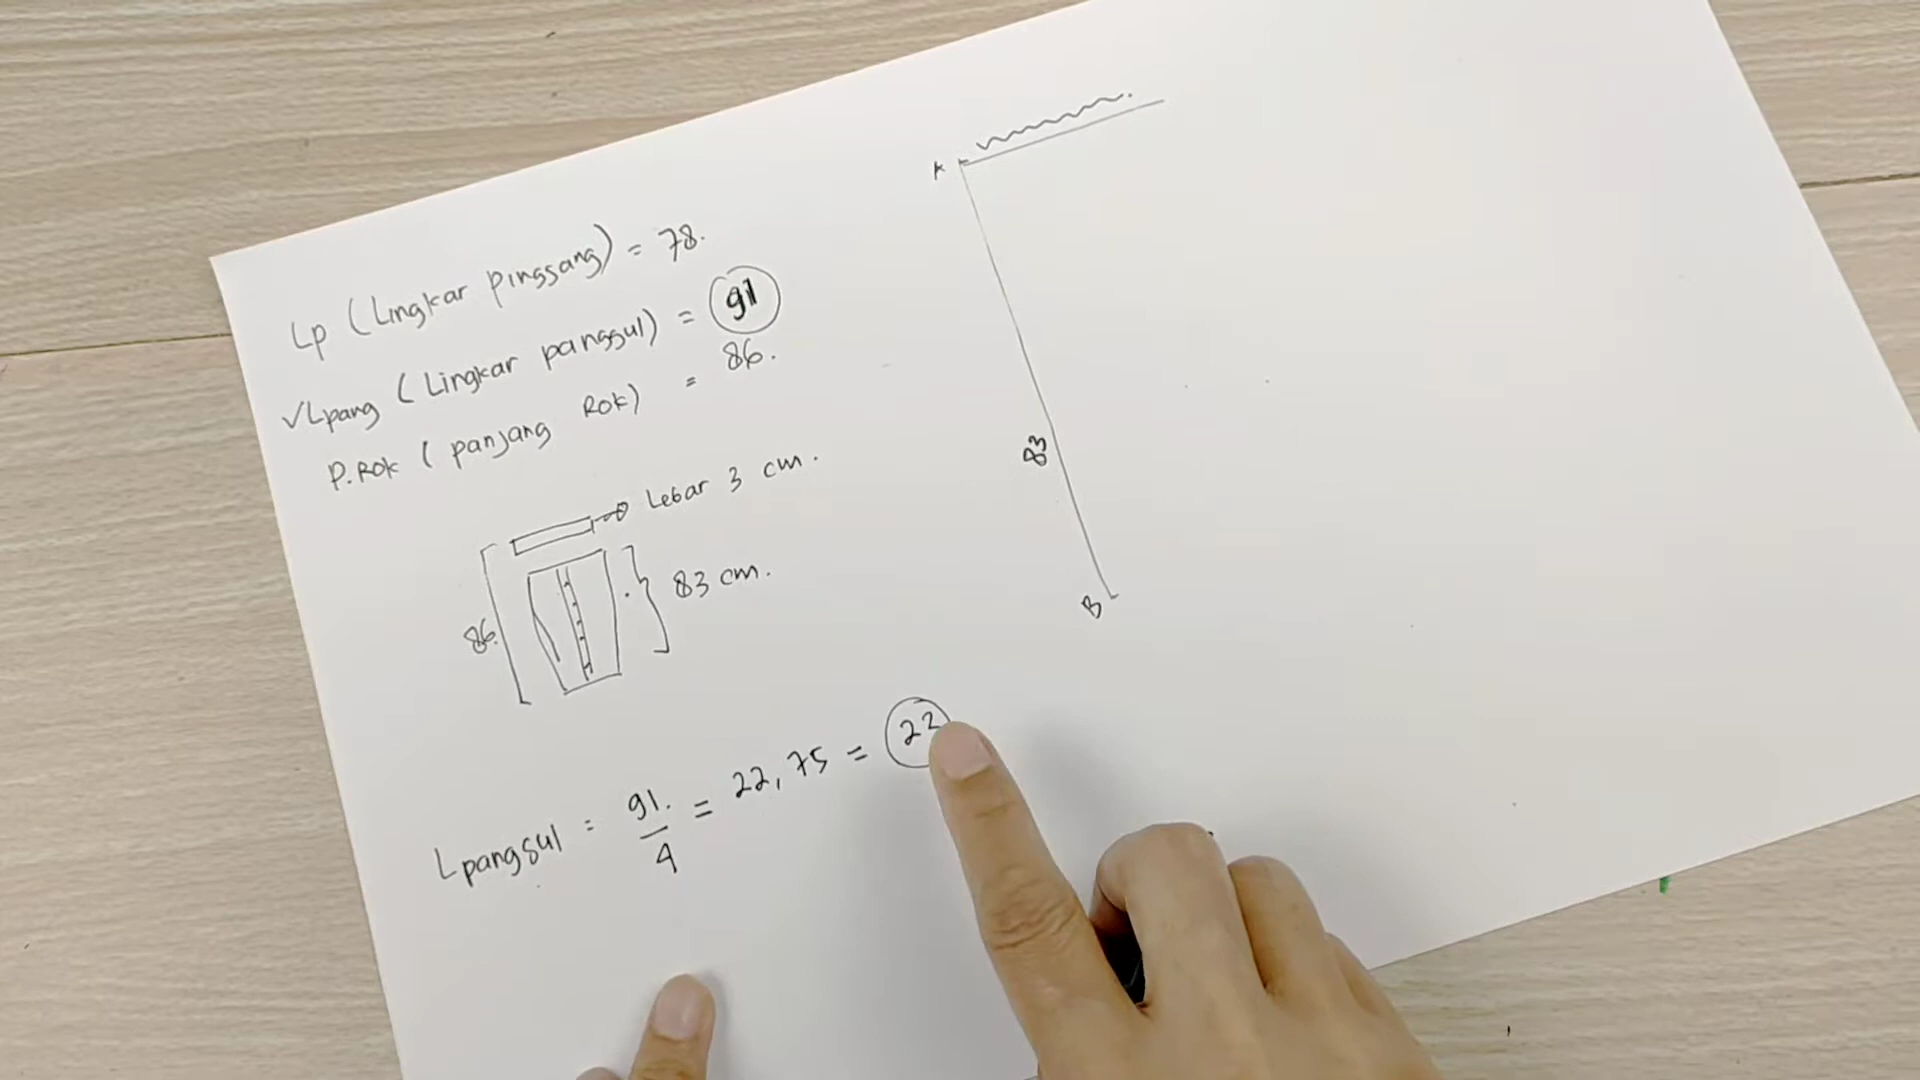 Lp (Lingkar pinggang) = 78.
√Lpang (Lingkar panggul) = 91
P.Rok (panjang Rok) = 86.
Lebar 3 cm.
86.
83 cm.
Lpanggul = 91. / 4 = 22,75 = 22
A
83
B